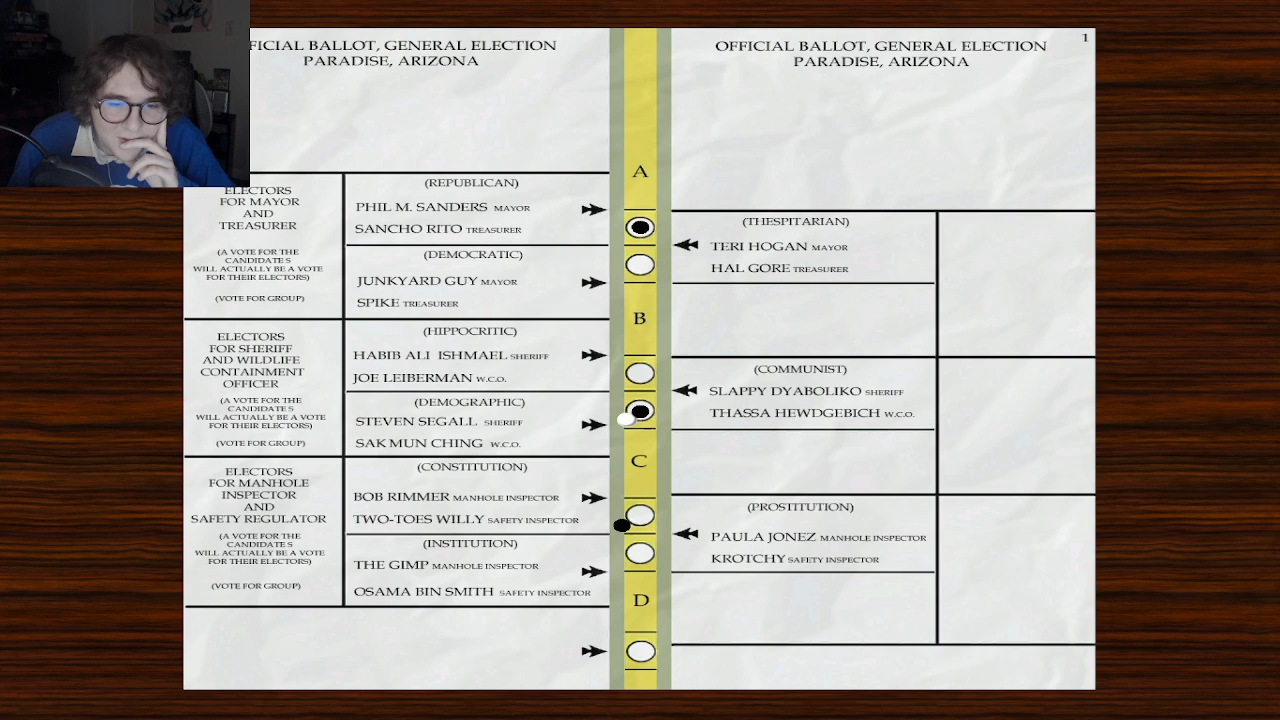 FICIAL BALLOT, GENERAL ELECTION
PARADISE, ARIZONA
ELECTORS
FOR MAYOR
AND
TREASURER
(A VOTE FOR THE
CANDIDATE S
WILL ACTUALLY BE A VOTE
FOR THEIR ELECTORS)
(VOTE FOR GROUP)
(REPUBLICAN)
PHIL M. SANDERS MAYOR
SANCHO RITO TREASURER
(DEMOCRATIC)
JUNKYARD GUY MAYOR
SPIKE TREASURER
ELECTORS
FOR SHERIFF
AND WILDLIFE
CONTAINMENT
OFFICER
(A VOTE FOR THE
CANDIDATE S
WILL ACTUALLY BE A VOTE
FOR THEIR ELECTORS)
(VOTE FOR GROUP)
(HIPPOCRITIC)
HABIB ALI ISHMAEL SHERIFF
JOE LEIBERMAN W.C.O.
(DEMOGRAPHIC)
STEVEN SEGALL SHERIFF
SAK MUN CHING W.C.O.
ELECTORS
FOR MANHOLE
INSPECTOR
AND
SAFETY REGULATOR
(A VOTE FOR THE
CANDIDATE S
WILL ACTUALLY BE A VOTE
FOR THEIR ELECTORS)
(VOTE FOR GROUP)
(CONSTITUTION)
BOB RIMMER MANHOLE INSPECTOR
TWO-TOES WILLY SAFETY INSPECTOR
(INSTITUTION)
THE GIMP MANHOLE INSPECTOR
OSAMA BIN SMITH SAFETY INSPECTOR
A
B
C
D
1
OFFICIAL BALLOT, GENERAL ELECTION
PARADISE, ARIZONA
(THESPITARIAN)
TERI HOGAN MAYOR
HAL GORE TREASURER
(COMMUNIST)
SLAPPY DYABOLIKO SHERIFF
THASSA HEWDGEBICH W.C.O.
(PROSTITUTION)
PAULA JONEZ MANHOLE INSPECTOR
KROTCHY SAFETY INSPECTOR